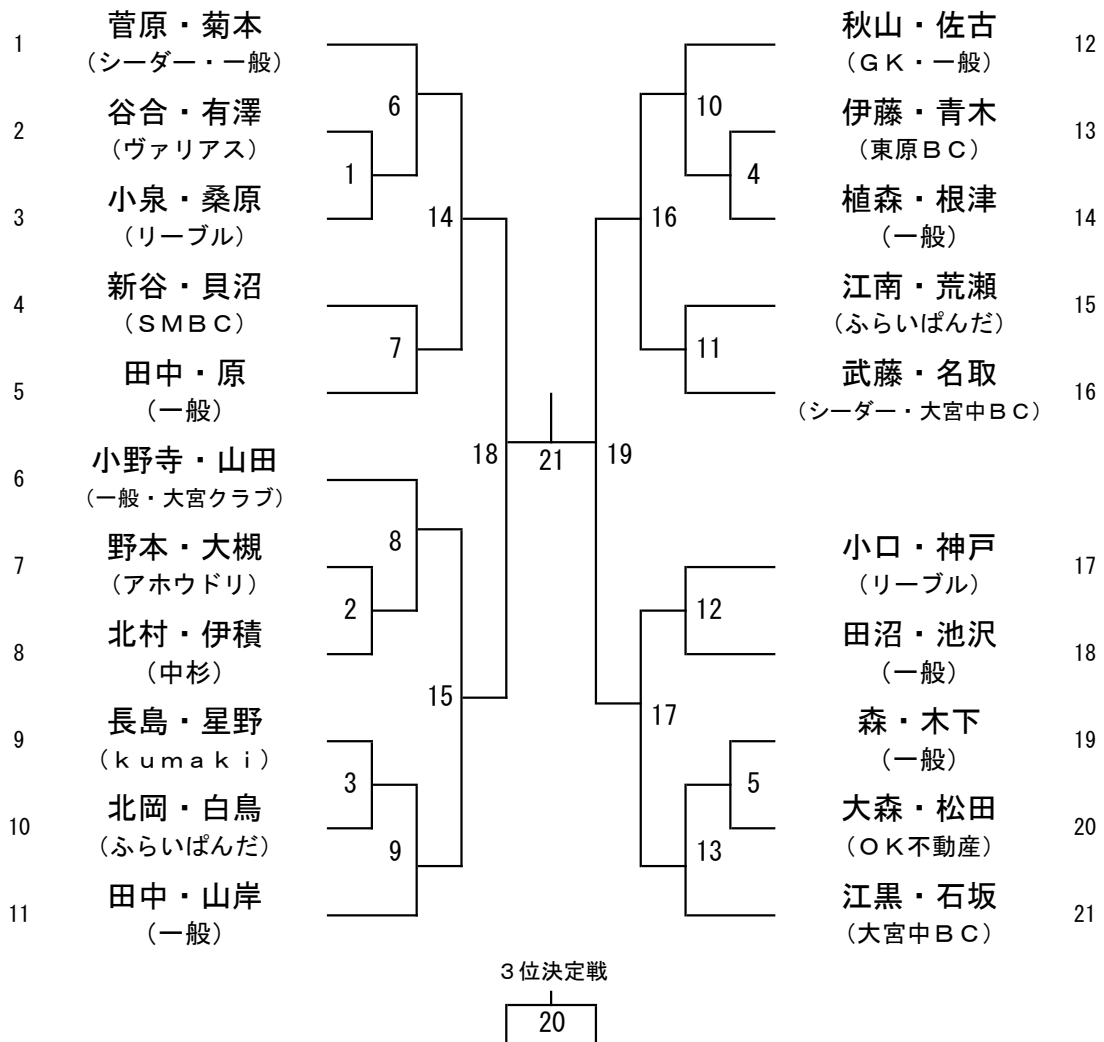 1
菅原・菊本
(シーダー・一般)
2
谷合・有澤
(ヴァリアス)
3
小泉・桑原
(リーブル)
4
新谷・貝沼
(ＳＭＢＣ)
5
田中・原
(一般)
6
小野寺・山田
(一般・大宮クラブ)
7
野本・大槻
(アホウドリ)
8
北村・伊積
(中杉)
9
長島・星野
(ｋｕｍａｋｉ)
10
北岡・白鳥
(ふらいぱんだ)
11
田中・山岸
(一般)
6
1
14
7
18
8
2
15
3
9
21
19
10
4
16
11
12
17
5
13
秋山・佐古
(ＧＫ・一般)
12
伊藤・青木
(東原ＢＣ)
13
植森・根津
(一般)
14
江南・荒瀬
(ふらいぱんだ)
15
武藤・名取
(シーダー・大宮中ＢＣ)
16
小口・神戸
(リーブル)
17
田沼・池沢
(一般)
18
森・木下
(一般)
19
大森・松田
(ＯＫ不動産)
20
江黒・石坂
(大宮中ＢＣ)
21
３位決定戦
20